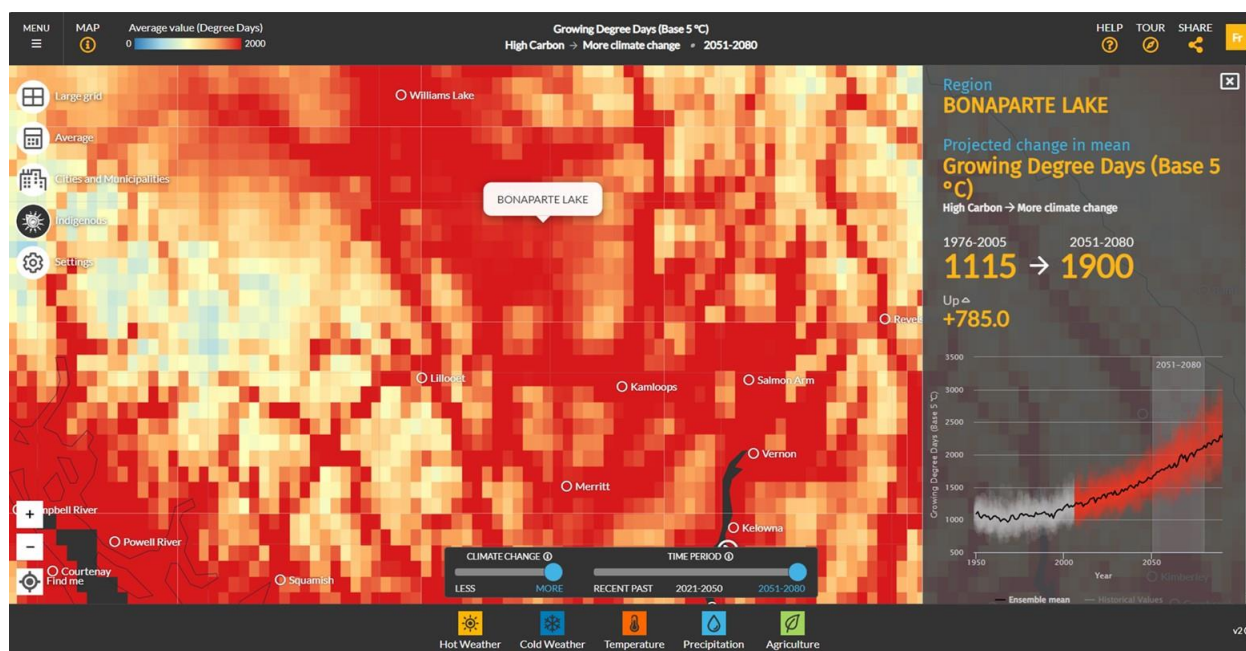 MENU
MAP
Average value (Degree Days)
0
2000
Growing Degree Days (Base 5 °C)
High Carbon → More climate change • 2051-2080
HELP
TOUR
SHARE
Fr
Large grid
Average
Cities and Municipalities
Indigenous
Settings
Williams Lake
BONAPARTE LAKE
Revels
Lillooet
Kamloops
Salmon Arm
Vernon
Merritt
Kelowna
mpbell River
Powell River
Courtenay
Squamish
+
−
Find me
CLIMATE CHANGE
LESS
MORE
TIME PERIOD
RECENT PAST
2021-2050
2051-2080
Region
BONAPARTE LAKE
Projected change in mean
Growing Degree Days (Base 5
°C)
High Carbon → More climate change
1976-2005
2051-2080
1115 → 1900
Up
+785.0
3500
3000
2500
2000
1500
1000
500
Growing Degree Days (Base 5 °C)
2051-2080
1950
2000
2050
Year
Kimberley
Ensemble mean
Historical Values
Hot Weather
Cold Weather
Temperature
Precipitation
Agriculture